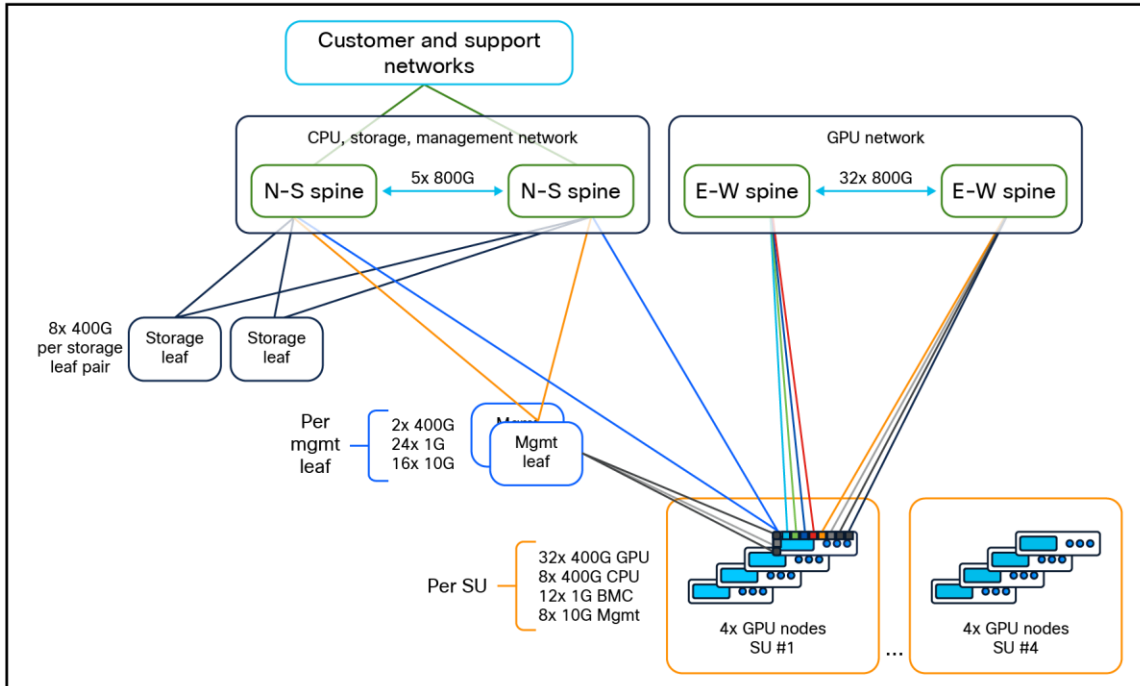 Customer and support
networks
CPU, storage, management network
N-S spine
5x 800G
N-S spine
GPU network
E-W spine
32x 800G
E-W spine
8x 400G
per storage
leaf pair
Storage
leaf
Storage
leaf
Per
mgmt
leaf
2x 400G
24x 1G
16x 10G
Mgmt
Mgmt
leaf
Per SU
32x 400G GPU
8x 400G CPU
12x 1G BMC
8x 10G Mgmt
4x GPU nodes
SU #1
...
4x GPU nodes
SU #4